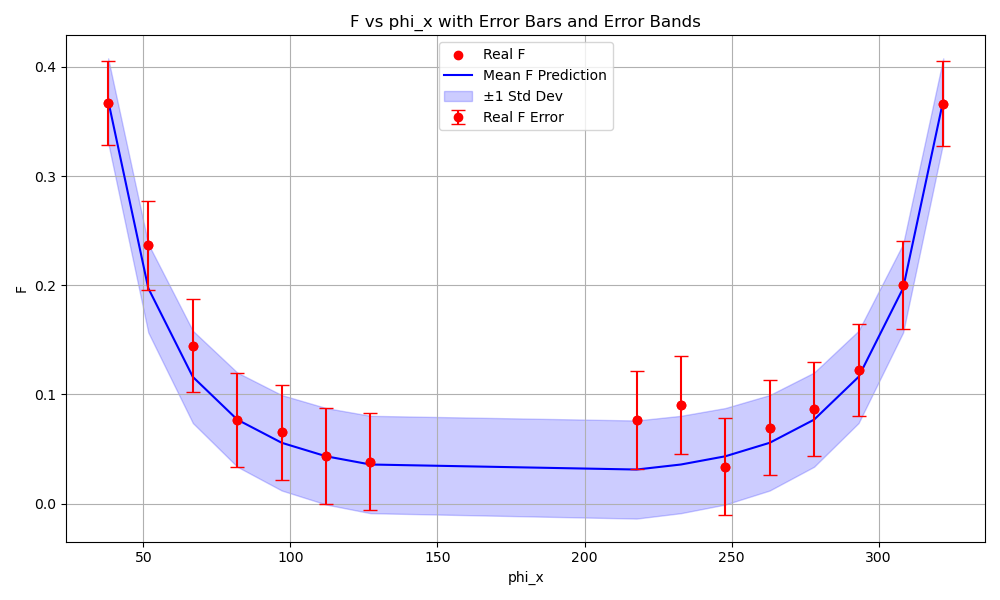 F vs phi_x with Error Bars and Error Bands
Real F
Mean F Prediction
±1 Std Dev
Real F Error
0.4
0.3
0.2
0.1
0.0
F
50
100
150
200
250
300
phi_x